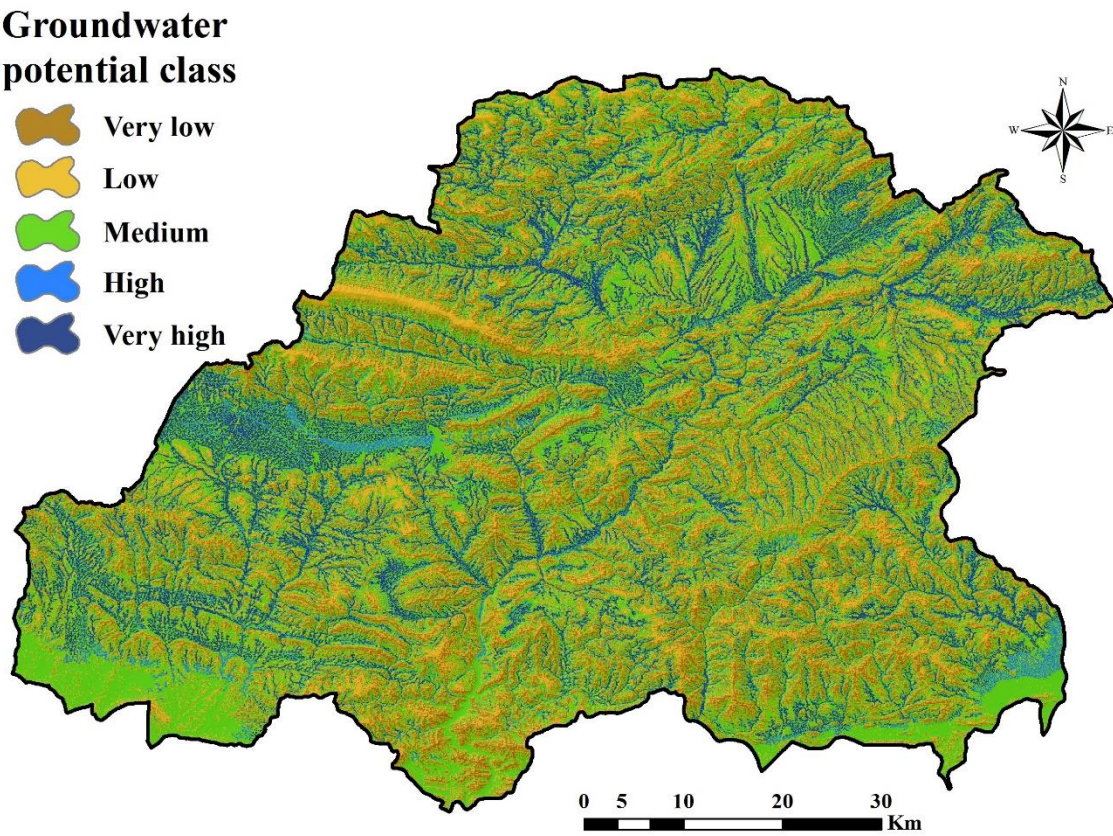 Groundwater
potential class
Very low
Low
Medium
High
Very high
N
W E
S
0 5 10 20 30
Km